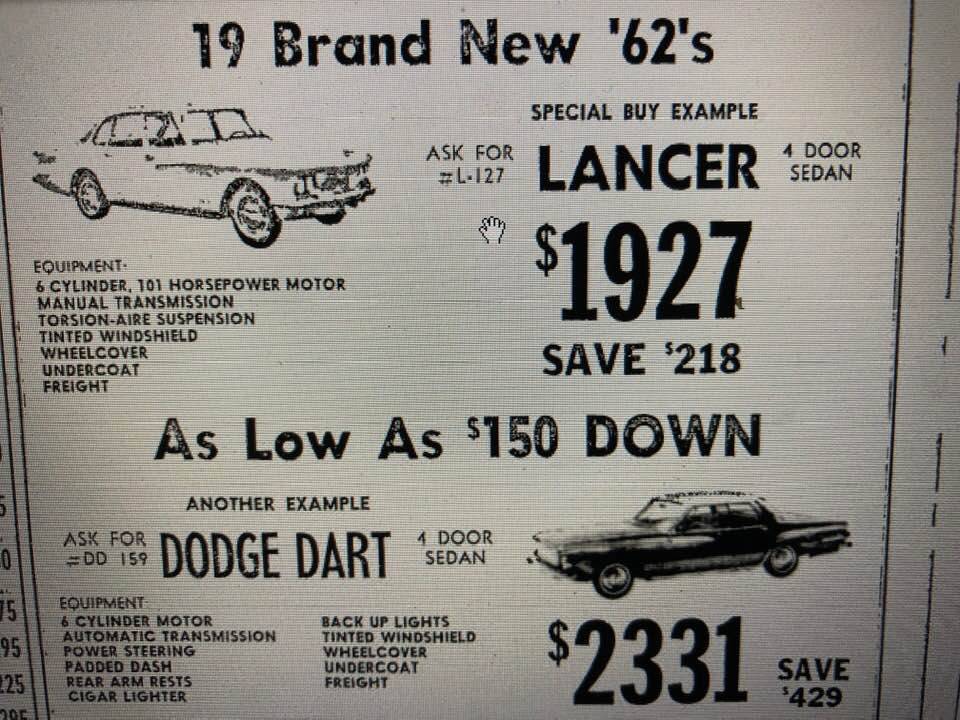 19 Brand New '62's
SPECIAL BUY EXAMPLE
ASK FOR
#L-127
LANCER
4 DOOR
SEDAN
$1927
SAVE $218
EQUIPMENT:
6 CYLINDER, 101 HORSEPOWER MOTOR
MANUAL TRANSMISSION
TORSION-AIRE SUSPENSION
TINTED WINDSHIELD
WHEELCOVER
UNDERCOAT
FREIGHT
As Low As $150 DOWN
ANOTHER EXAMPLE
ASK FOR
#DD 159
DODGE DART
4 DOOR
SEDAN
EQUIPMENT
6 CYLINDER MOTOR
AUTOMATIC TRANSMISSION
POWER STEERING
PADDED DASH
REAR ARM RESTS
CIGAR LIGHTER
BACK UP LIGHTS
TINTED WINDSHIELD
WHEELCOVER
UNDERCOAT
FREIGHT
$2331
SAVE
$429